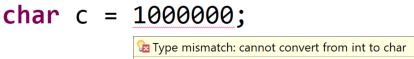 char c = 1000000;
Type mismatch: cannot convert from int to char